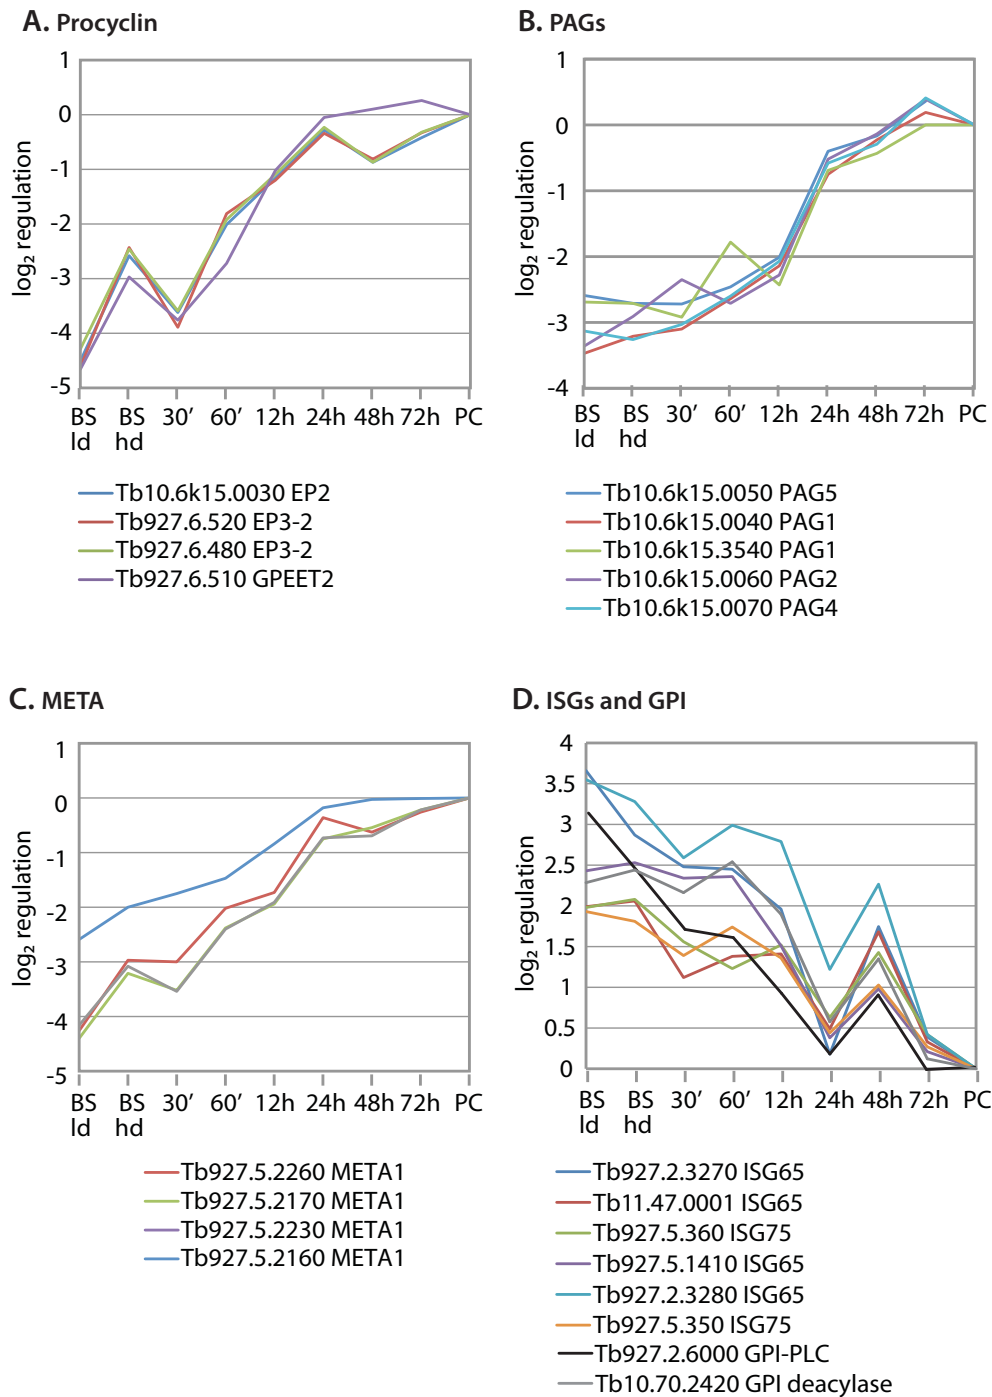 A. Procyclin
1
0
-1
-2
-3
-4
-5
log₂ regulation
BS ld
BS hd
30′
60′
12h
24h
48h
72h
PC
Tb10.6k15.0030 EP2
Tb927.6.520 EP3-2
Tb927.6.480 EP3-2
Tb927.6.510 GPEET2
B. PAGs
1
0
-1
-2
-3
-4
log₂ regulation
BS ld
BS hd
30′
60′
12h
24h
48h
72h
PC
Tb10.6k15.0050 PAG5
Tb10.6k15.0040 PAG1
Tb10.6k15.3540 PAG1
Tb10.6k15.0060 PAG2
Tb10.6k15.0070 PAG4
C. META
1
0
-1
-2
-3
-4
-5
log₂ regulation
BS ld
BS hd
30′
60′
12h
24h
48h
72h
PC
Tb927.5.2260 META1
Tb927.5.2170 META1
Tb927.5.2230 META1
Tb927.5.2160 META1
D. ISGs and GPI
4
3.5
3
2.5
2
1.5
1
0.5
0
log₂ regulation
BS ld
BS hd
30′
60′
12h
24h
48h
72h
PC
Tb927.2.3270 ISG65
Tb11.47.0001 ISG65
Tb927.5.360 ISG75
Tb927.5.1410 ISG65
Tb927.2.3280 ISG65
Tb927.5.350 ISG75
Tb927.2.6000 GPI-PLC
Tb10.70.2420 GPI deacylase